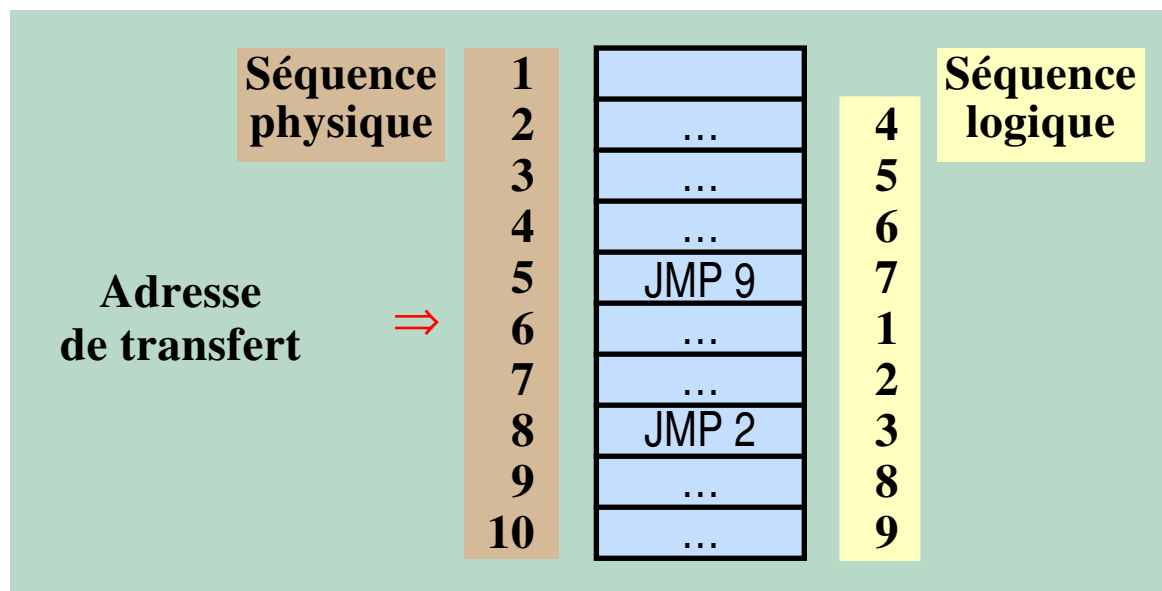 Séquence 1 Séquence
physique 2 ... 4 logique
3 ... 5
4 ... 6
Adresse 5 JMP 9 7
de transfert ⇒ 6 ... 1
7 ... 2
8 JMP 2 3
9 ... 8
10 ... 9